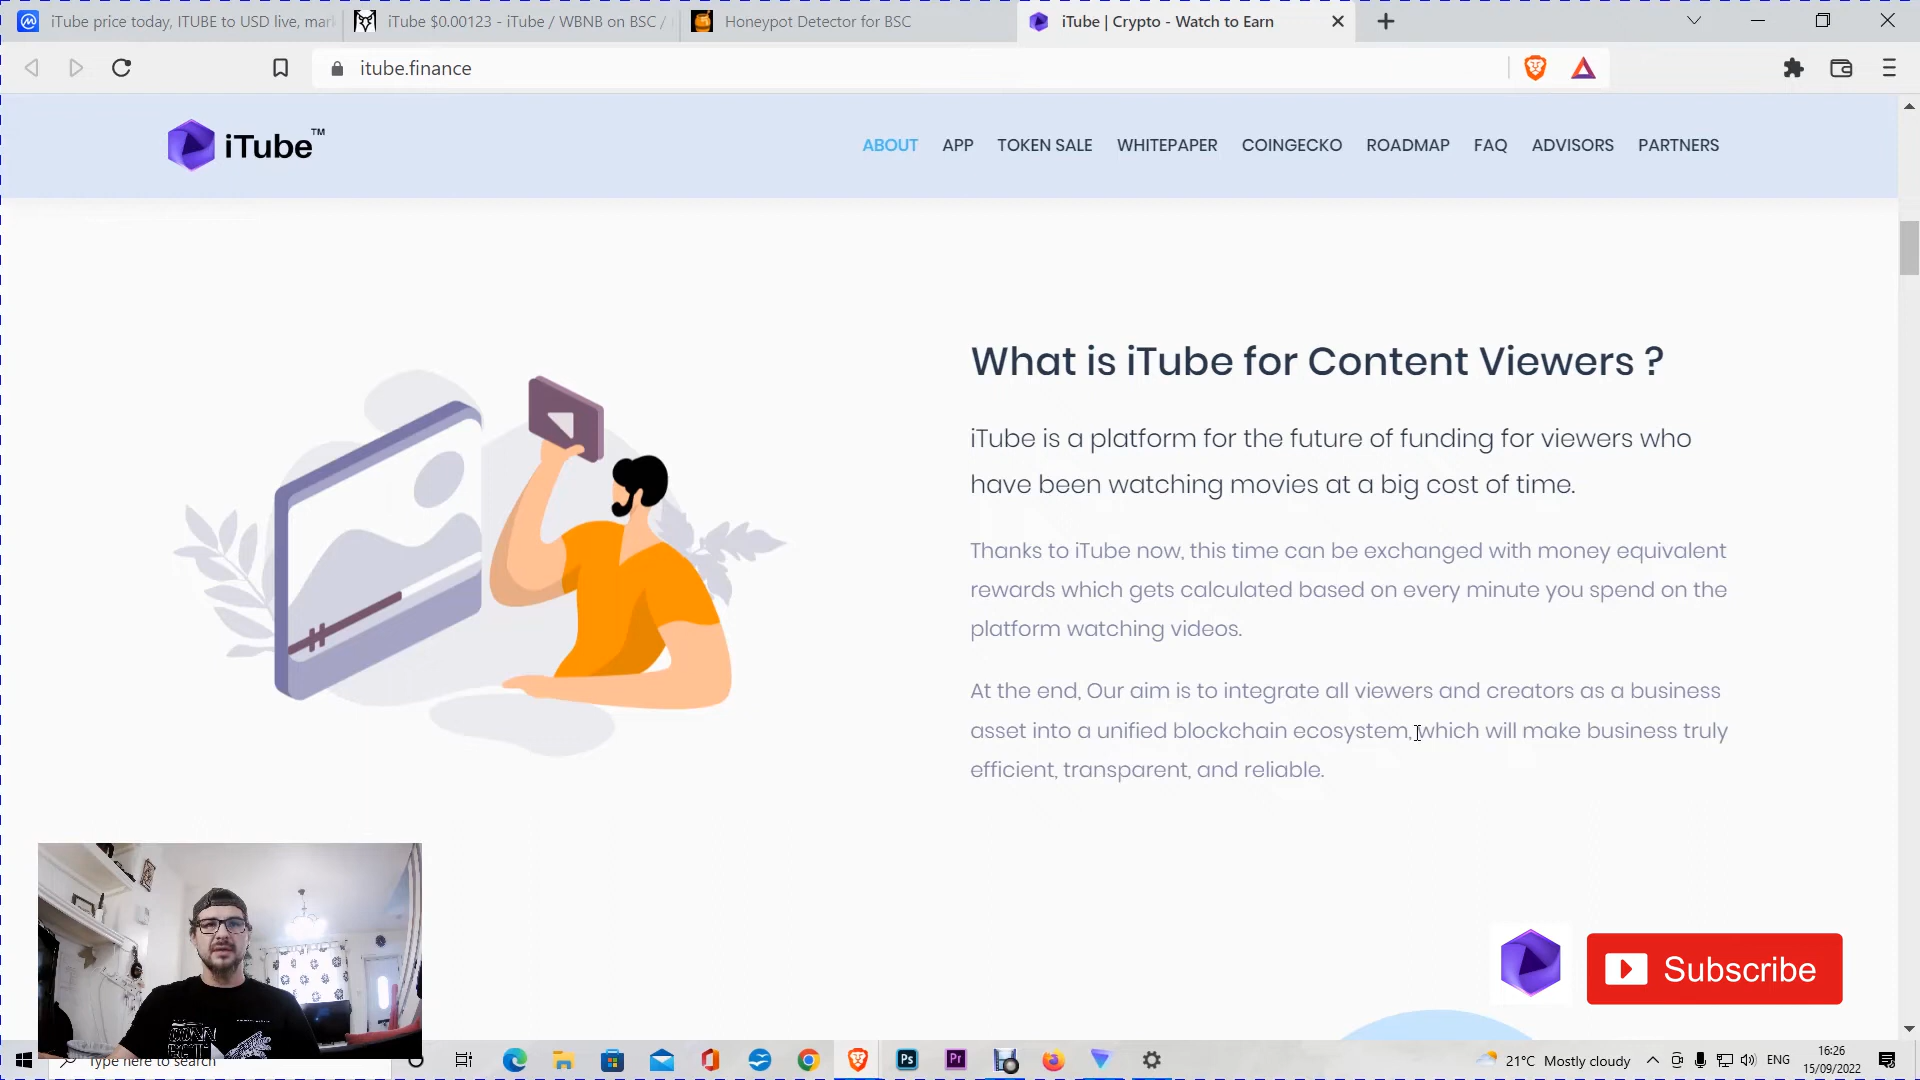 iTube price today, ITUBE to USD live, mar
iTube $0.00123 - iTube / WBNB on BSC /
Honeypot Detector for BSC
iTube | Crypto - Watch to Earn
itube.finance
iTube™
ABOUT
APP
TOKEN SALE
WHITEPAPER
COINGECKO
ROADMAP
FAQ
ADVISORS
PARTNERS
What is iTube for Content Viewers ?
iTube is a platform for the future of funding for viewers who
have been watching movies at a big cost of time.
Thanks to iTube now, this time can be exchanged with money equivalent
rewards which gets calculated based on every minute you spend on the
platform watching videos.
At the end, Our aim is to integrate all viewers and creators as a business
asset into a unified blockchain ecosystem, which will make business truly
efficient, transparent, and reliable.
Subscribe
Type here to search
Ps
Pr
21°C Mostly cloudy
ENG
16:26
15/09/2022